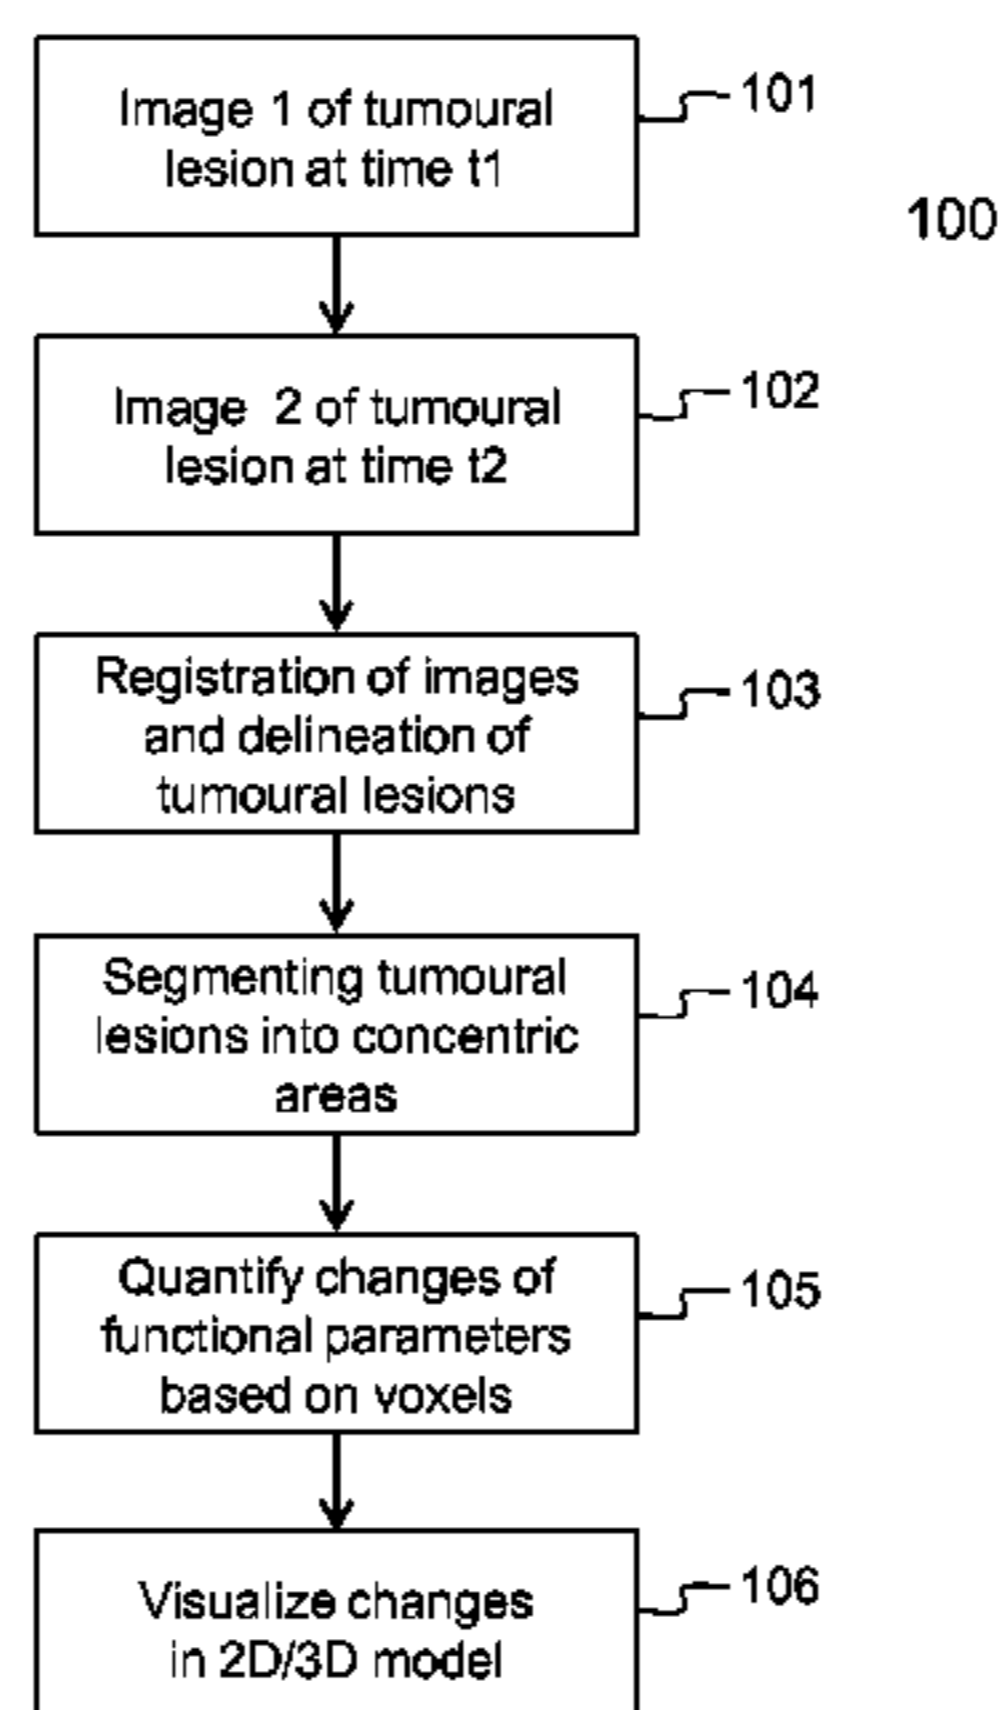 Image 1 of tumoural
lesion at time t1
101
100
Image 2 of tumoural
lesion at time t2
102
Registration of images
and delineation of
tumoural lesions
103
Segmenting tumoural
lesions into concentric
areas
104
Quantify changes of
functional parameters
based on voxels
105
Visualize changes
in 2D/3D model
106